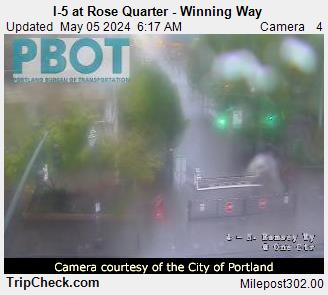 I-5 at Rose Quarter - Winning Way
Updated May 05 2024 6:17 AM Camera 4
PBOT
PORTLAND BUREAU OF TRANSPORTATION
Camera courtesy of the City of Portland
TripCheck.com Milepost302.00